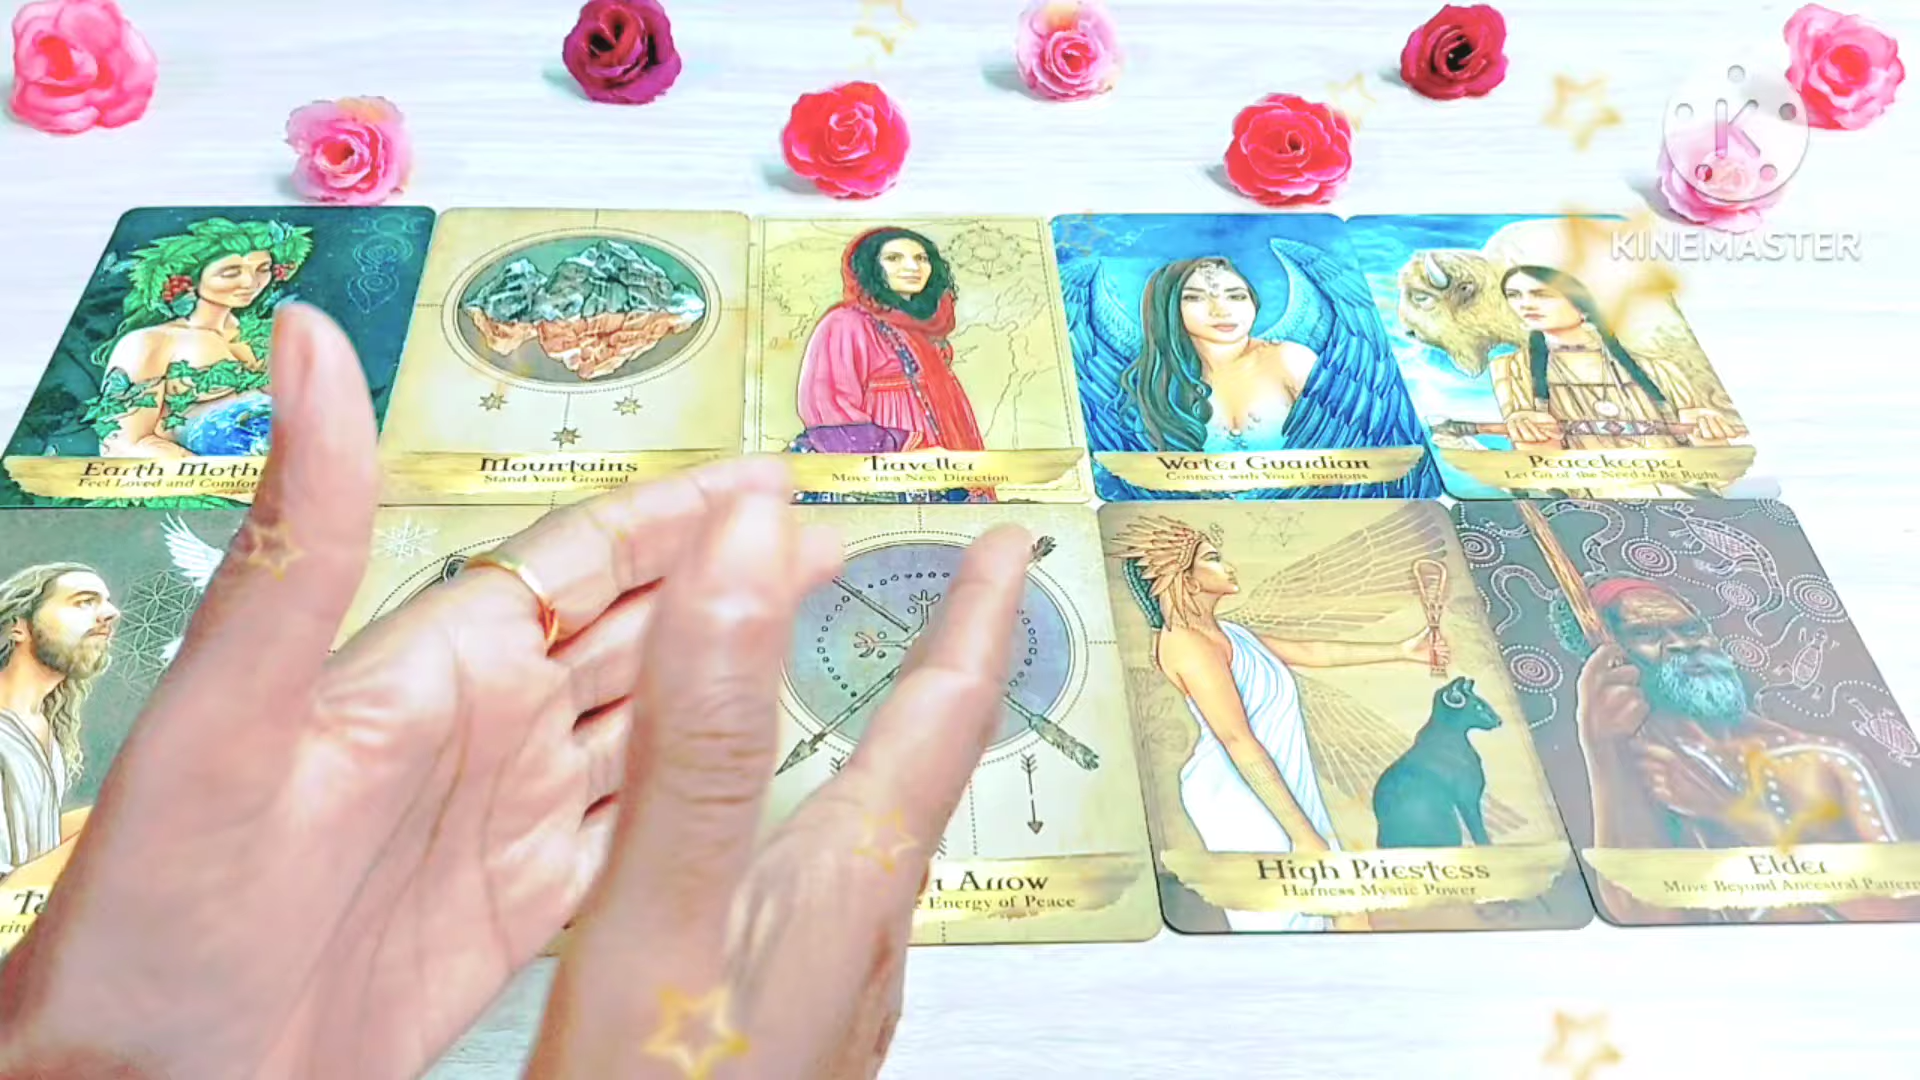 K
KINEMASTER
Earth Moth
Feel Loved and Comfor
Mountains
Stand Your Ground
Traveller
Move in a New Direction
Water Guardian
Connect with Your Emotions
Peacekeeper
Let Go of the Need to Be Right
Arrow
Energy of Peace
High Priestess
Harness Mystic Power
Elder
Move Beyond Ancestral Patterns